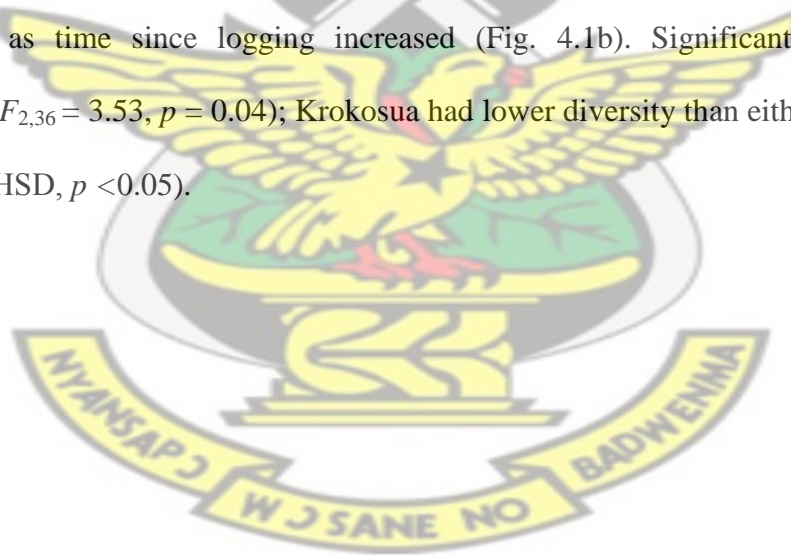 as time since logging increased (Fig. 4.1b). Significant
F2,36 = 3.53, p = 0.04); Krokosua had lower diversity than eith
HSD, p <0.05).
NYANSAPƆ
WƆSANE NO
BADWENMA